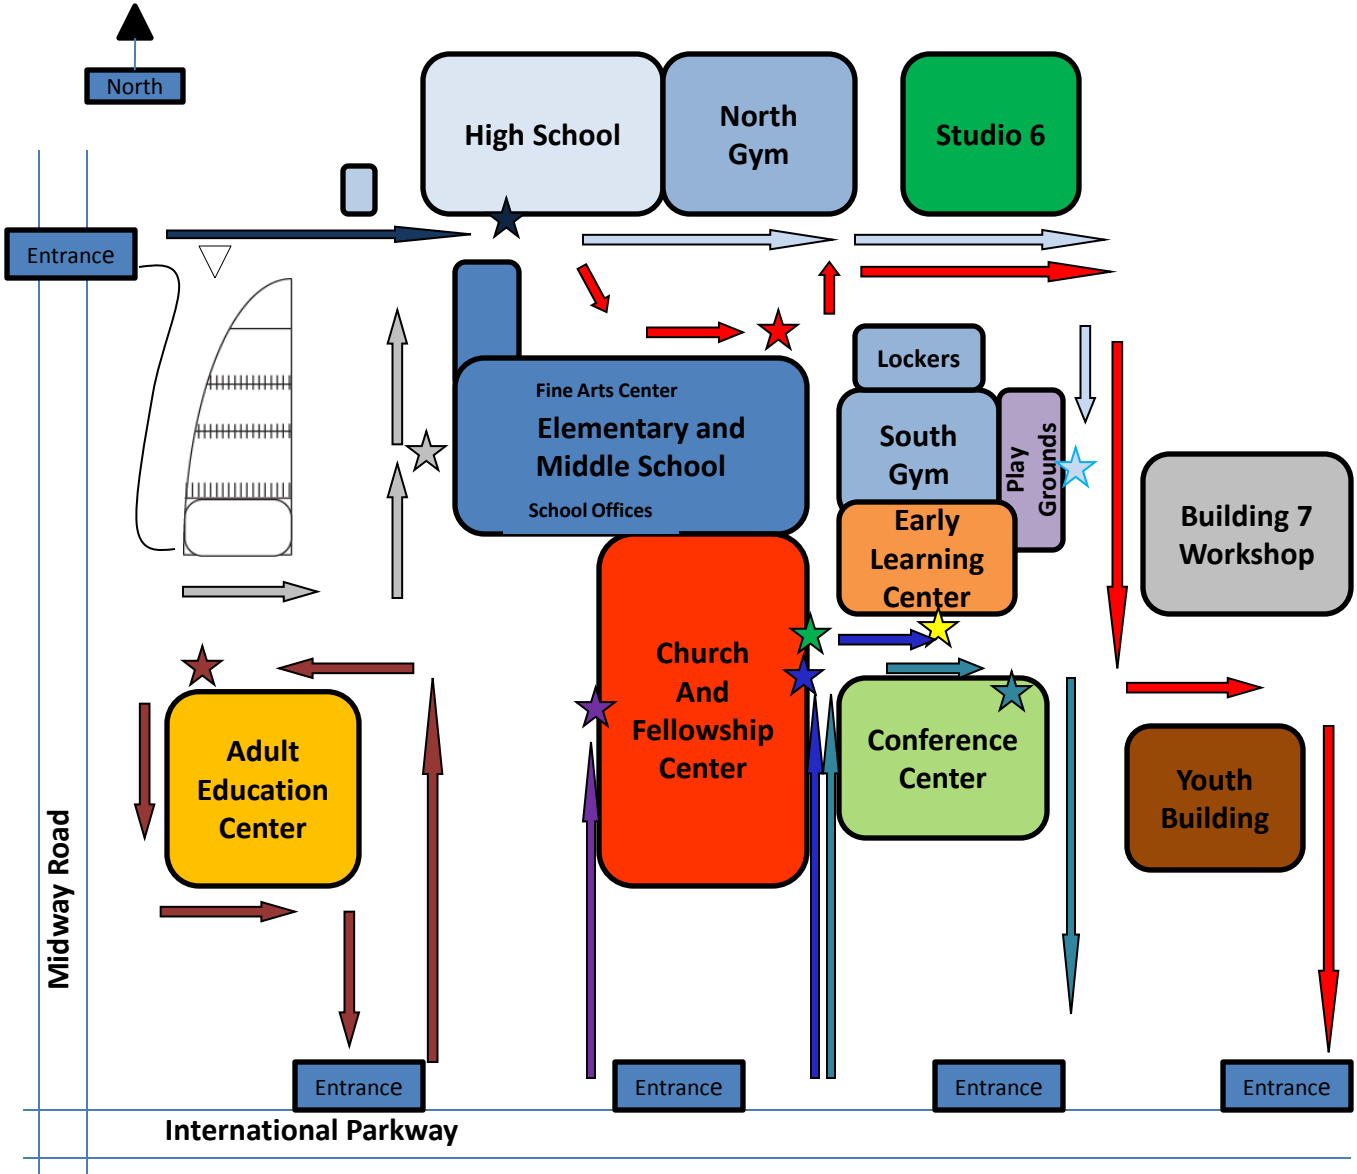 North
High School
North
Gym
Studio 6
Entrance
Lockers
Fine Arts Center
Elementary and
Middle School
School Offices
South
Gym
Play
Grounds
Early
Learning
Center
Building 7
Workshop
Church
And
Fellowship
Center
Adult
Education
Center
Conference
Center
Youth
Building
Midway Road
Entrance
Entrance
Entrance
Entrance
International Parkway